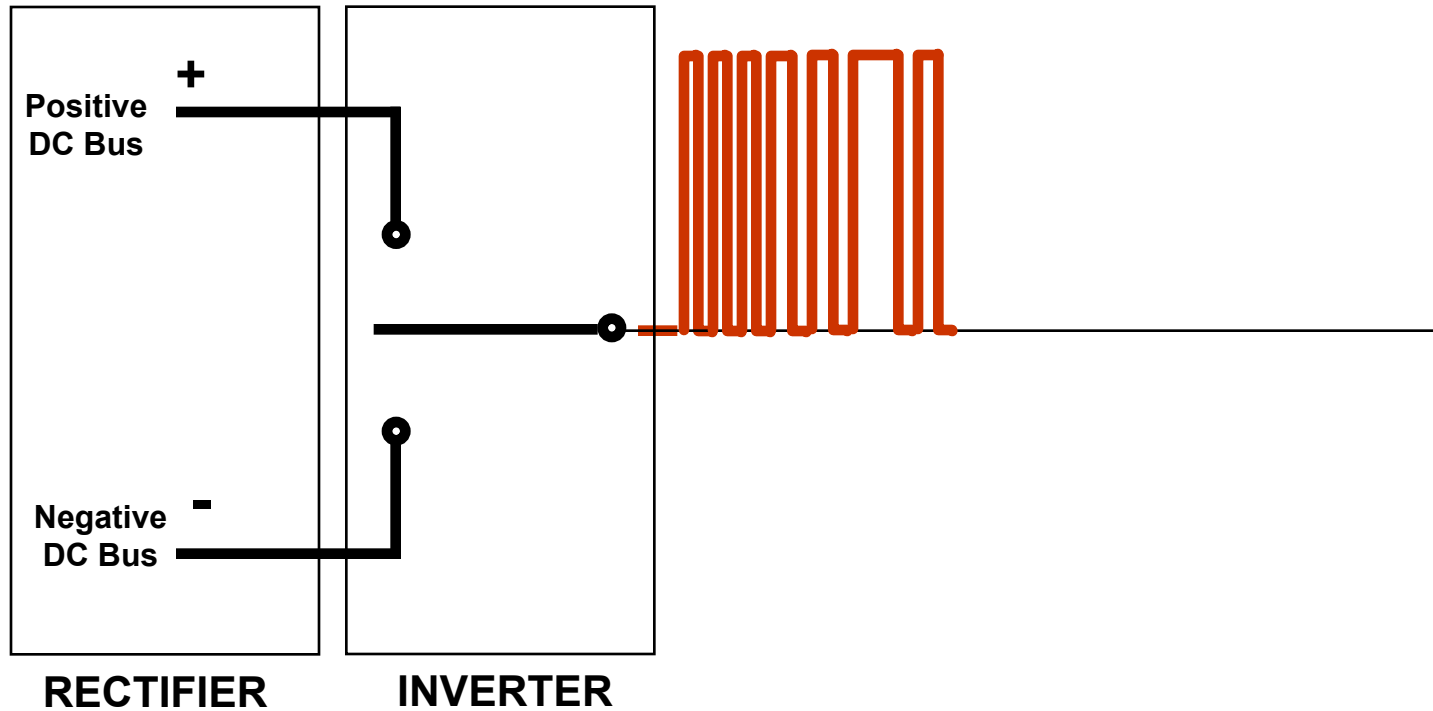 +
Positive
DC Bus
-
Negative
DC Bus
RECTIFIER
INVERTER